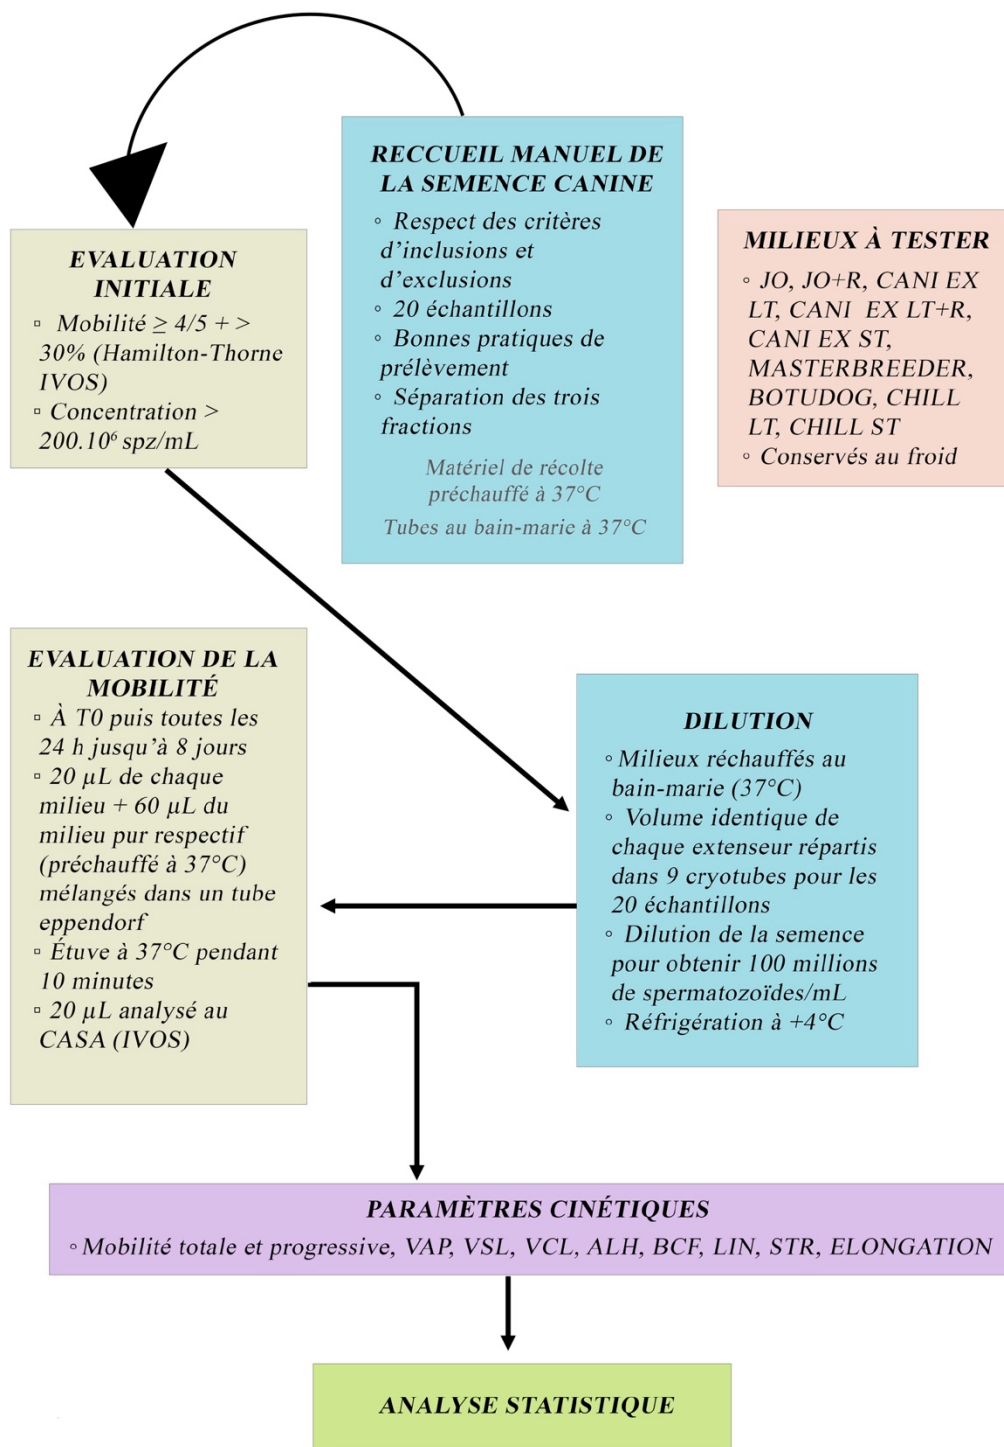 RECCUEIL MANUEL DE
LA SEMENCE CANINE
◦ Respect des critères
d'inclusions et
d'exclusions
◦ 20 échantillons
◦ Bonnes pratiques de
prélèvement
◦ Séparation des trois
fractions
Matériel de récolte
préchauffé à 37°C
Tubes au bain-marie à 37°C
EVALUATION
INITIALE
▫ Mobilité ≥ 4/5 + >
30% (Hamilton-Thorne
IVOS)
▫ Concentration >
200.10⁶ spz/mL
MILIEUX À TESTER
◦ JO, JO+R, CANI EX
LT, CANI EX LT+R,
CANI EX ST,
MASTERBREEDER,
BOTUDOG, CHILL
LT, CHILL ST
◦ Conservés au froid
DILUTION
◦ Milieux réchauffés au
bain-marie (37°C)
◦ Volume identique de
chaque extenseur répartis
dans 9 cryotubes pour les
20 échantillons
◦ Dilution de la semence
pour obtenir 100 millions
de spermatozoïdes/mL
◦ Réfrigération à +4°C
EVALUATION DE LA
MOBILITÉ
▫ À T0 puis toutes les
24 h jusqu'à 8 jours
▫ 20 µL de chaque
milieu + 60 µL du
milieu pur respectif
(préchauffé à 37°C)
mélangés dans un tube
eppendorf
▫ Étuve à 37°C pendant
10 minutes
▫ 20 µL analysé au
CASA (IVOS)
PARAMÈTRES CINÉTIQUES
◦ Mobilité totale et progressive, VAP, VSL, VCL, ALH, BCF, LIN, STR, ELONGATION
ANALYSE STATISTIQUE